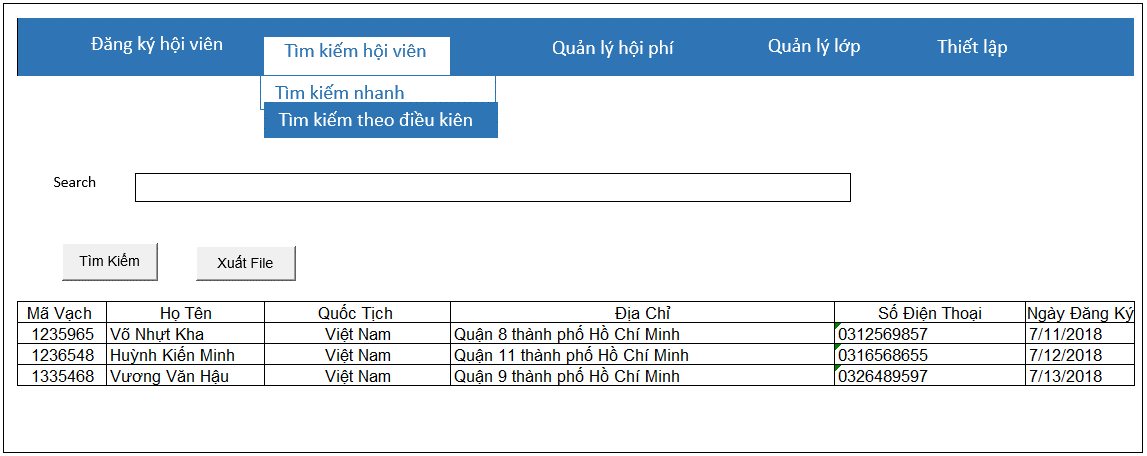 Đăng ký hội viên Tìm kiếm hội viên Quản lý hội phí Quản lý lớp Thiết lập
Tìm kiếm nhanh
Tìm kiếm theo điều kiên
Search
Tìm Kiếm Xuất File
Mã Vạch Họ Tên Quốc Tịch Địa Chỉ Số Điện Thoại Ngày Đăng Ký
1235965 Võ Nhựt Kha Việt Nam Quận 8 thành phố Hồ Chí Minh 0312569857 7/11/2018
1236548 Huỳnh Kiến Minh Việt Nam Quận 11 thành phố Hồ Chí Minh 0316568655 7/12/2018
1335468 Vương Văn Hậu Việt Nam Quận 9 thành phố Hồ Chí Minh 0326489597 7/13/2018